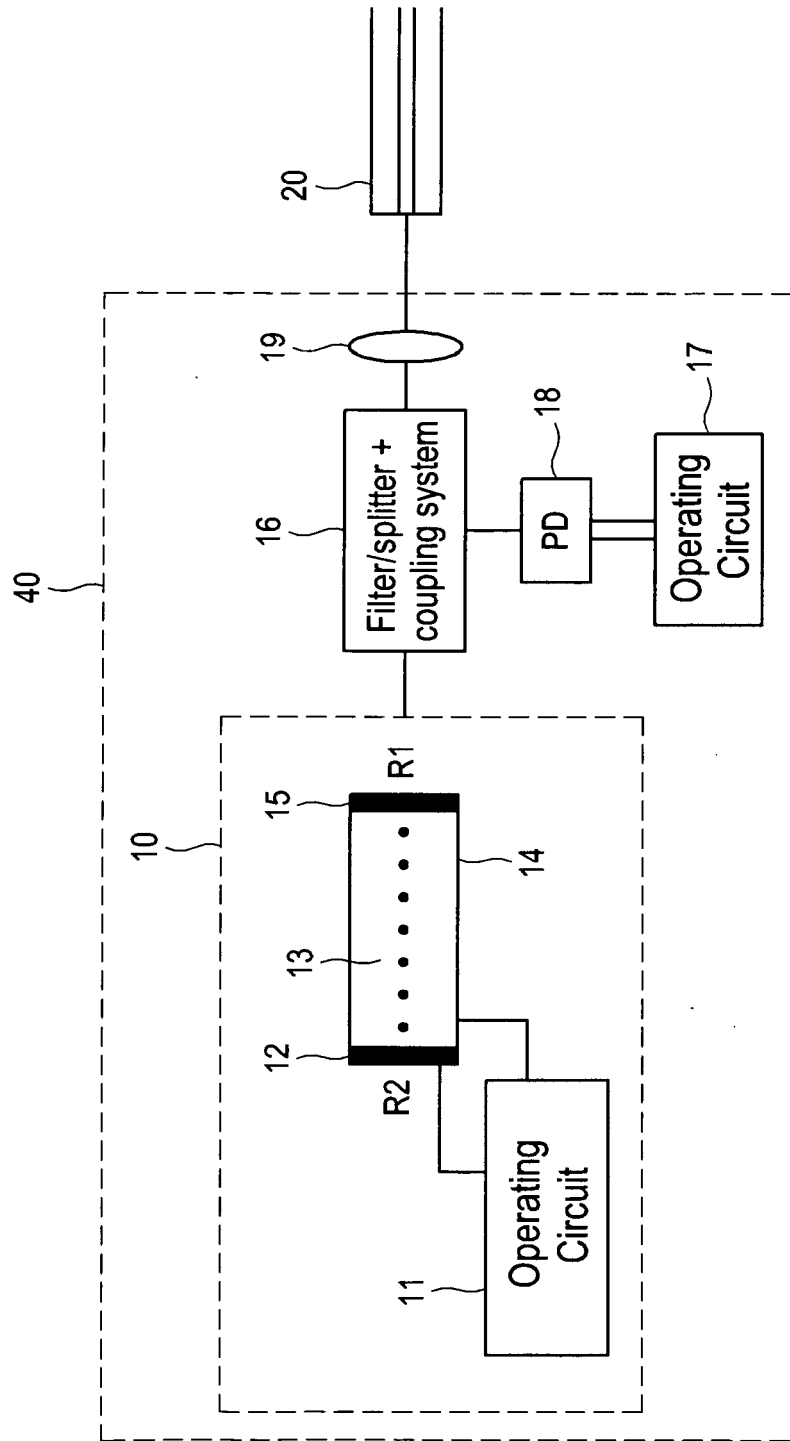 40
10
20
19
16
Filter/splitter +
coupling system
18
PD
17
Operating
Circuit
15
R1
14
13
12
R2
11
Operating
Circuit